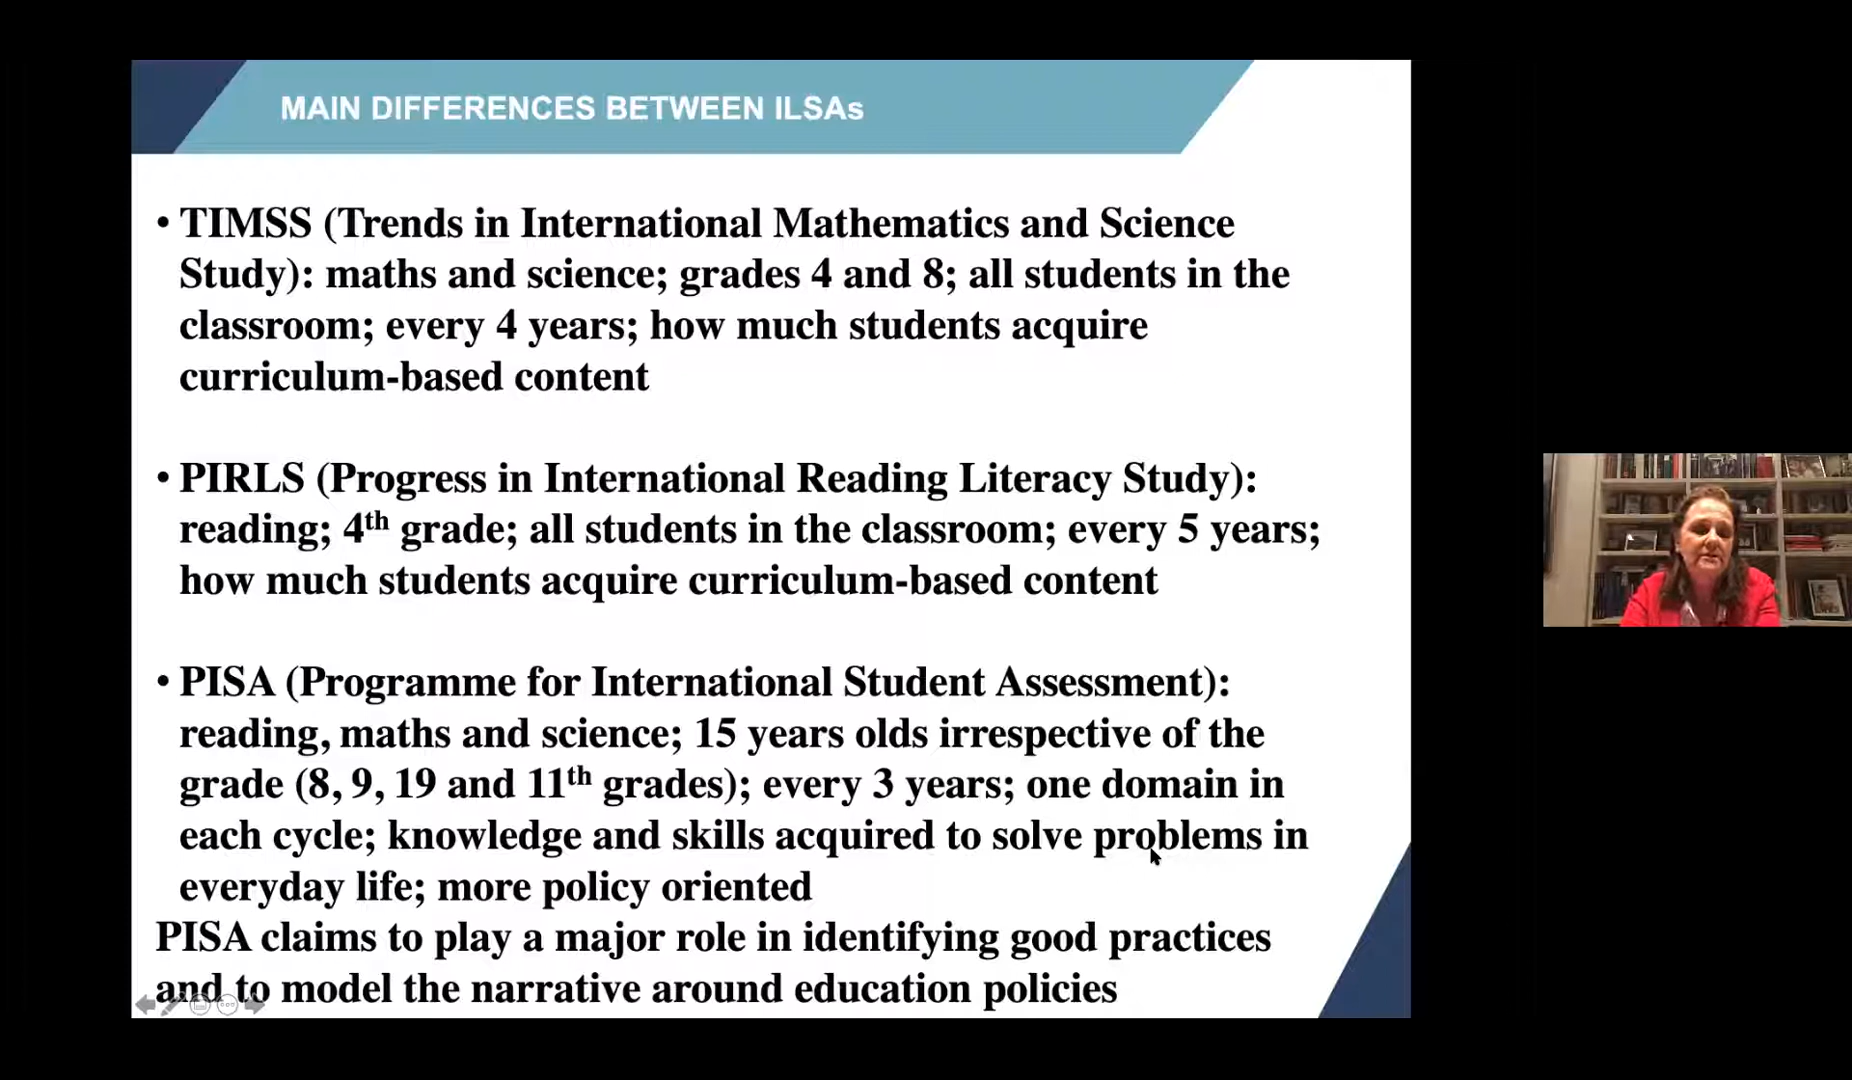 MAIN DIFFERENCES BETWEEN ILSAs
• TIMSS (Trends in International Mathematics and Science
Study): maths and science; grades 4 and 8; all students in the
classroom; every 4 years; how much students acquire
curriculum-based content
• PIRLS (Progress in International Reading Literacy Study):
reading; 4th grade; all students in the classroom; every 5 years;
how much students acquire curriculum-based content
• PISA (Programme for International Student Assessment):
reading, maths and science; 15 years olds irrespective of the
grade (8, 9, 19 and 11th grades); every 3 years; one domain in
each cycle; knowledge and skills acquired to solve problems in
everyday life; more policy oriented
PISA claims to play a major role in identifying good practices
and to model the narrative around education policies